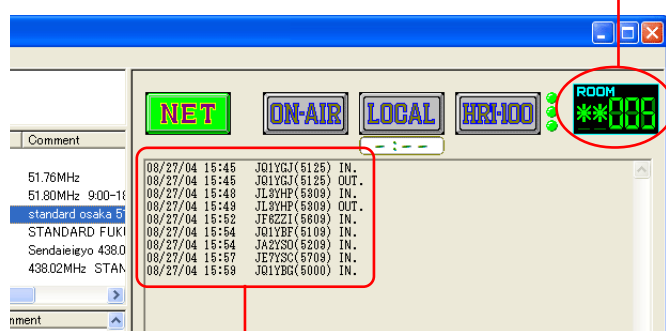 NET ON-AIR LOCAL HRI-100 ROOM
**005
-:--
Comment
51.76MHz
51.80MHz 9:00-18
standard osaka 5
STANDARD FUK
Sendaieigyo 438.0
438.02MHz STAN
08/27/04 15:45 JQ1YGJ(5125) IN.
08/27/04 15:45 JQ1YGJ(5125) OUT.
08/27/04 15:48 JL3YHP(5309) IN.
08/27/04 15:49 JL3YHP(5309) OUT.
08/27/04 15:52 JF6ZZI(5609) IN.
08/27/04 15:54 JQ1YBF(5109) IN.
08/27/04 15:54 JA2YSO(5209) IN.
08/27/04 15:57 JE7YSC(5709) IN.
08/27/04 15:59 JQ1YBG(5000) IN.
nment